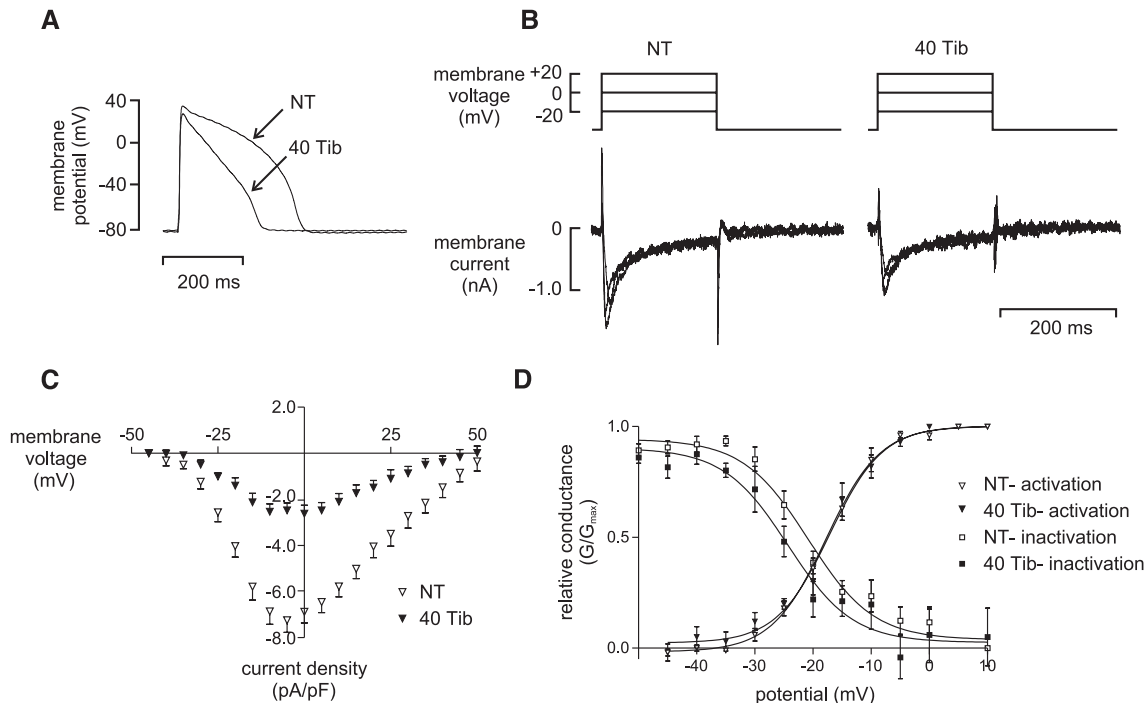 A
40
0
-40
-80
membrane
potential (mV)
NT
40 Tib
200 ms
B
NT
40 Tib
membrane
voltage
(mV)
+20
0
-20
membrane
current
(nA)
0
-1.0
200 ms
C
membrane
voltage
(mV)
-50
-25
25
50
2.0
-2.0
-4.0
-6.0
-8.0
NT
40 Tib
current density
(pA/pF)
D
relative conductance
(G/Gmax)
1.0
0.5
0.0
-40
-30
-20
-10
0
10
potential (mV)
NT- activation
40 Tib- activation
NT- inactivation
40 Tib- inactivation